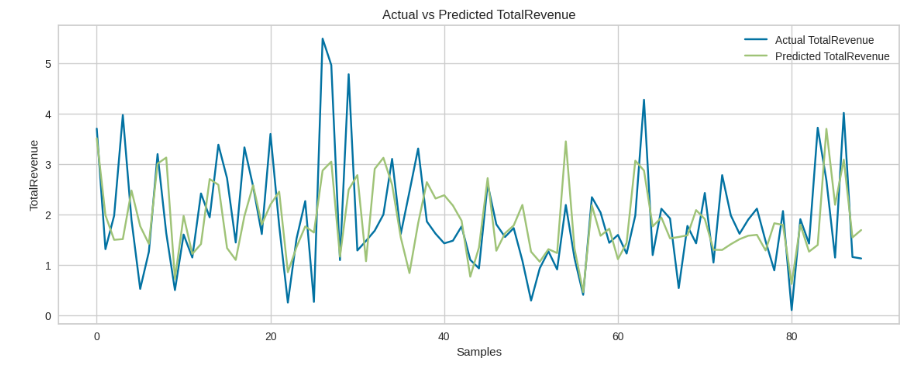 Actual vs Predicted TotalRevenue
Actual TotalRevenue
Predicted TotalRevenue
TotalRevenue
5
4
3
2
1
0
0 20 40 60 80
Samples